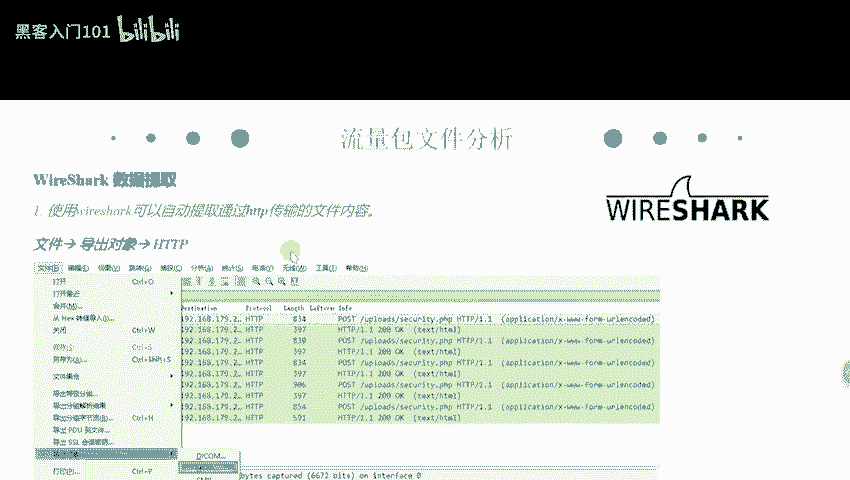 黑客入门101 bilibili
流量包文件分析
WireShark 数据提取
WIRESHARK
1. 使用wireshark可以自动提取通过http传输的文件内容。
文件→ 导出对象→ HTTP
文件(F) 编辑(E) 视图(V) 跳转(G) 捕获(C) 分析(A) 统计(S) 电话(Y) 无线(W) 工具(T) 帮助(H)
打开 Ctrl+O
打开最近
合并(M)...
从 Hex 转储导入(I)...
关闭 Ctrl+W
Ctrl+S
另存为(A)... Ctrl+Shift+S
文件集合
导出特定分组...
导出分组解析结果
导出分组字节流(B)... Ctrl+H
导出 PDU 到文件...
导出 SSL 会话密钥...
打印(P)... Ctrl+P
DICOM...
Destination Protocol Length Leftover Info
192.168.179.2… HTTP 834 POST /uploads/security.php HTTP/1.1 (application/x-www-form-urlencoded)
192.168.179.2… HTTP 397 HTTP/1.1 200 OK (text/html)
192.168.179.2… HTTP 830 POST /uploads/security.php HTTP/1.1 (application/x-www-form-urlencoded)
192.168.179.2… HTTP 397 HTTP/1.1 200 OK (text/html)
192.168.179.2… HTTP 834 POST /uploads/security.php HTTP/1.1 (application/x-www-form-urlencoded)
192.168.179.2… HTTP 397 HTTP/1.1 200 OK (text/html)
192.168.179.2… HTTP 906 POST /uploads/security.php HTTP/1.1 (application/x-www-form-urlencoded)
192.168.179.2… HTTP 397 HTTP/1.1 200 OK (text/html)
192.168.179.2… HTTP 854 POST /uploads/security.php HTTP/1.1 (application/x-www-form-urlencoded)
192.168.179.2… HTTP 591 HTTP/1.1 200 OK (text/html)
bytes captured (6672 bits) on interface 0